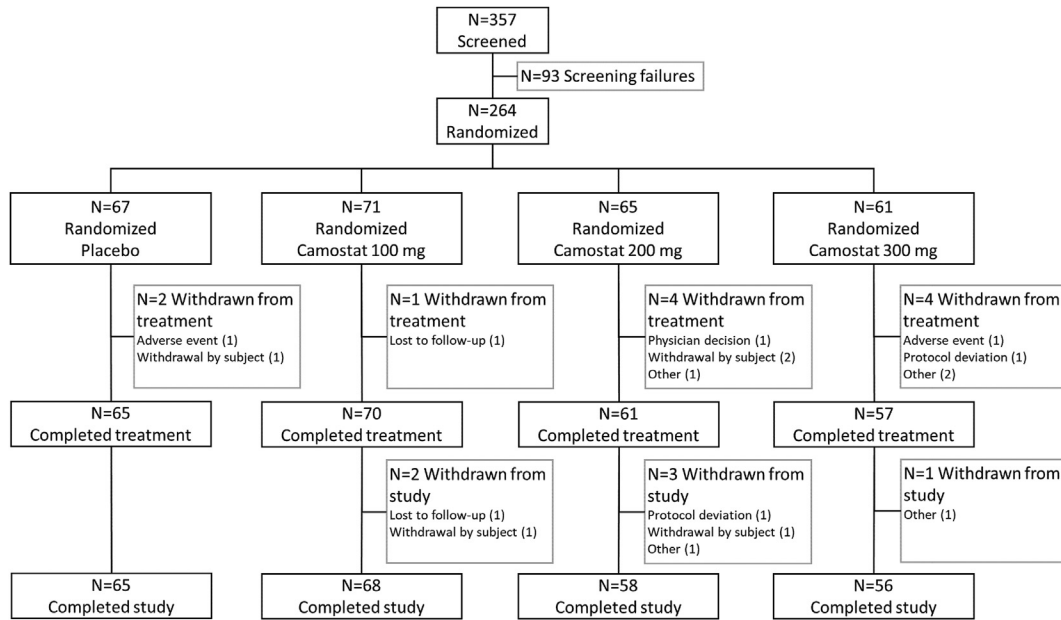 N=357
Screened
N=93 Screening failures
N=264
Randomized
N=67
Randomized
Placebo
N=71
Randomized
Camostat 100 mg
N=65
Randomized
Camostat 200 mg
N=61
Randomized
Camostat 300 mg
N=2 Withdrawn from
treatment
Adverse event (1)
Withdrawal by subject (1)
N=1 Withdrawn from
treatment
Lost to follow-up (1)
N=4 Withdrawn from
treatment
Physician decision (1)
Withdrawal by subject (2)
Other (1)
N=4 Withdrawn from
treatment
Adverse event (1)
Protocol deviation (1)
Other (2)
N=65
Completed treatment
N=70
Completed treatment
N=61
Completed treatment
N=57
Completed treatment
N=2 Withdrawn from
study
Lost to follow-up (1)
Withdrawal by subject (1)
N=3 Withdrawn from
study
Protocol deviation (1)
Withdrawal by subject (1)
Other (1)
N=1 Withdrawn from
study
Other (1)
N=65
Completed study
N=68
Completed study
N=58
Completed study
N=56
Completed study